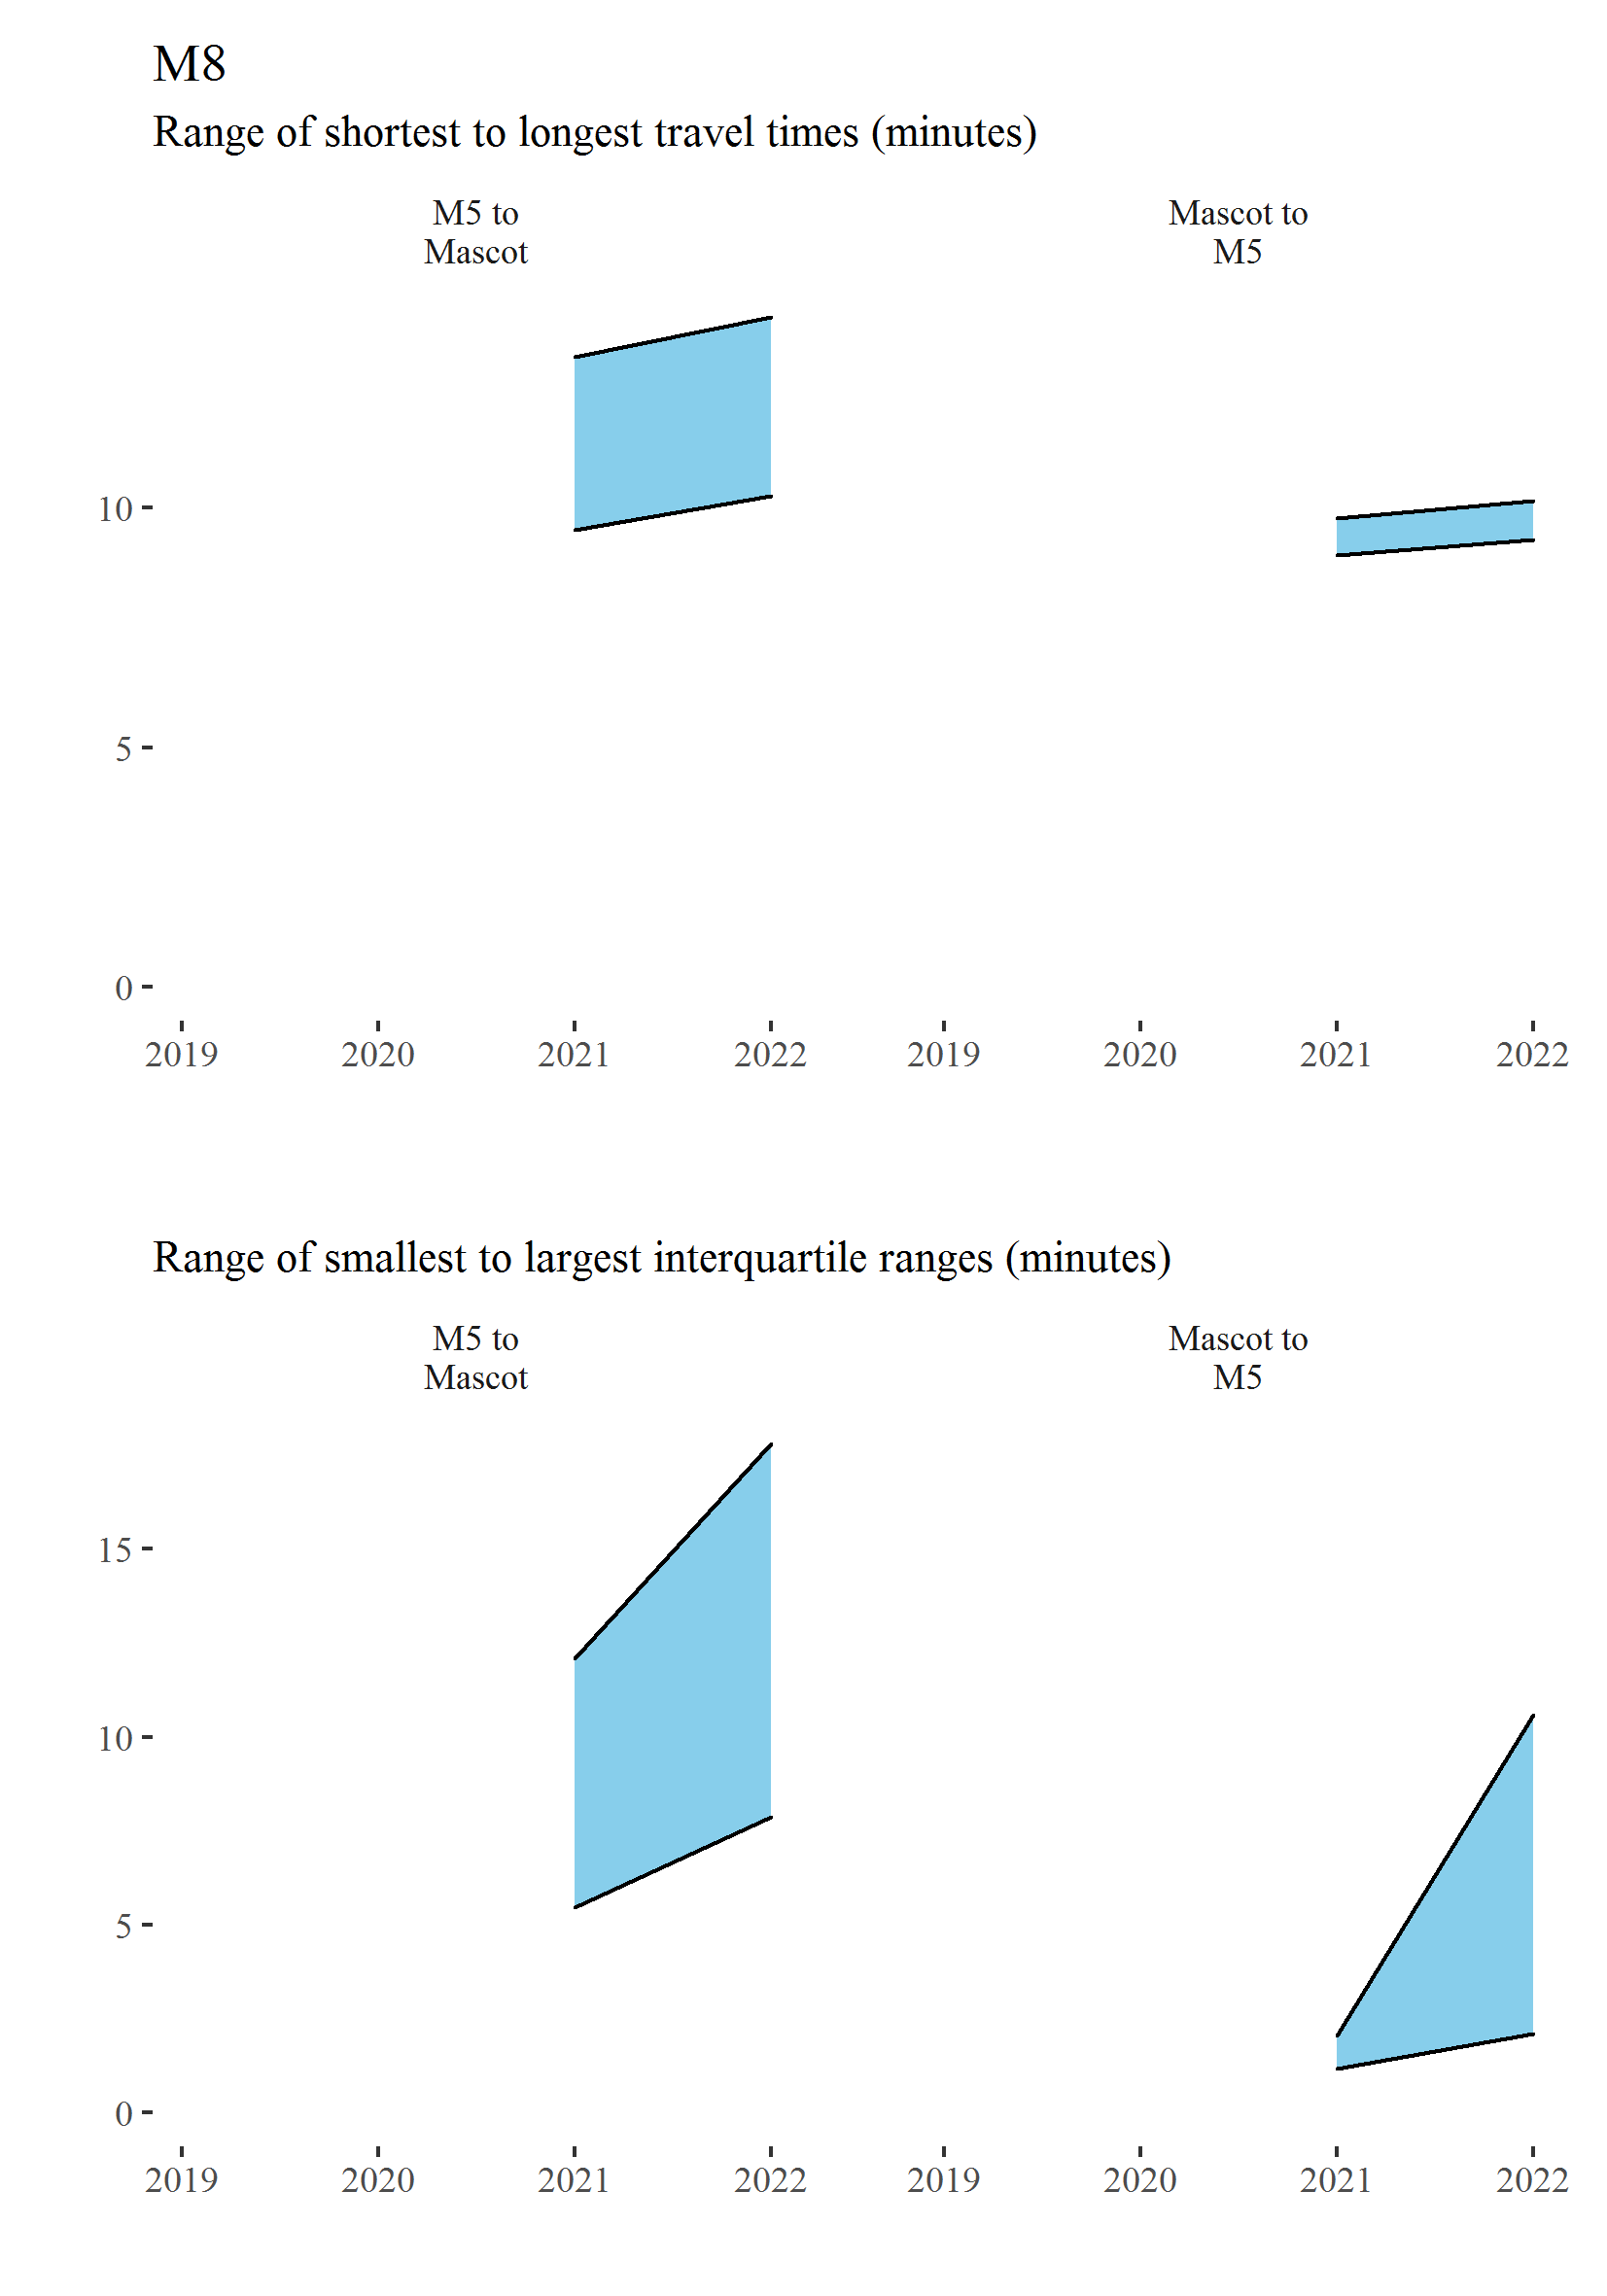 M8
Range of shortest to longest travel times (minutes)
M5 to
Mascot
Mascot to
M5
10
5
0
2019 2020 2021 2022 2019 2020 2021 2022
Range of smallest to largest interquartile ranges (minutes)
M5 to
Mascot
Mascot to
M5
15
10
5
0
2019 2020 2021 2022 2019 2020 2021 2022